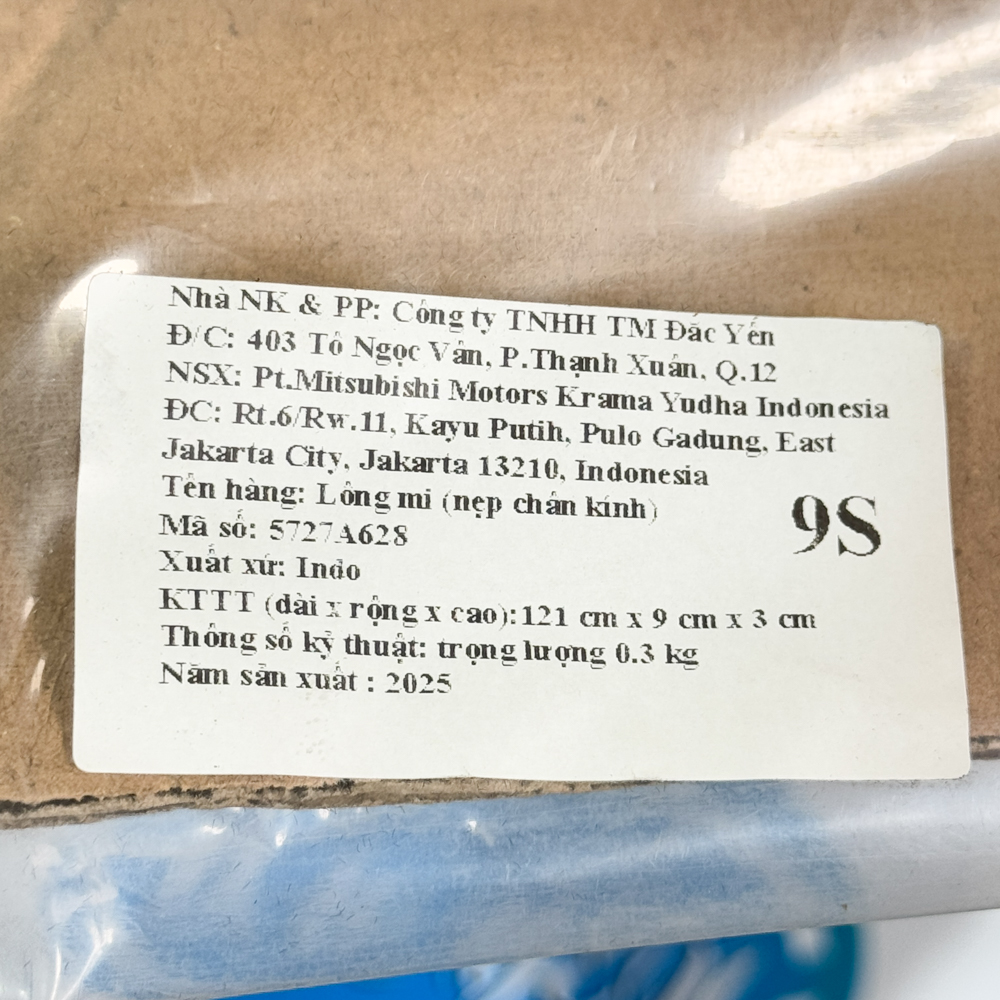 Nhà NK & PP: Công ty TNHH TM Đắc Yến
Đ/C: 403 Tô Ngọc Vân, P.Thạnh Xuân, Q.12
NSX: Pt.Mitsubishi Motors Krama Yudha Indonesia
ĐC: Rt.6/Rw.11, Kayu Putih, Pulo Gadung, East
Jakarta City, Jakarta 13210, Indonesia
Tên hàng: Lông mi (nẹp chân kính)
9S
Mã số: 5727A628
Xuất xứ: Indo
KTTT (dài x rộng x cao):121 cm x 9 cm x 3 cm
Thông số kỹ thuật: trọng lượng 0.3 kg
Năm sản xuất : 2025